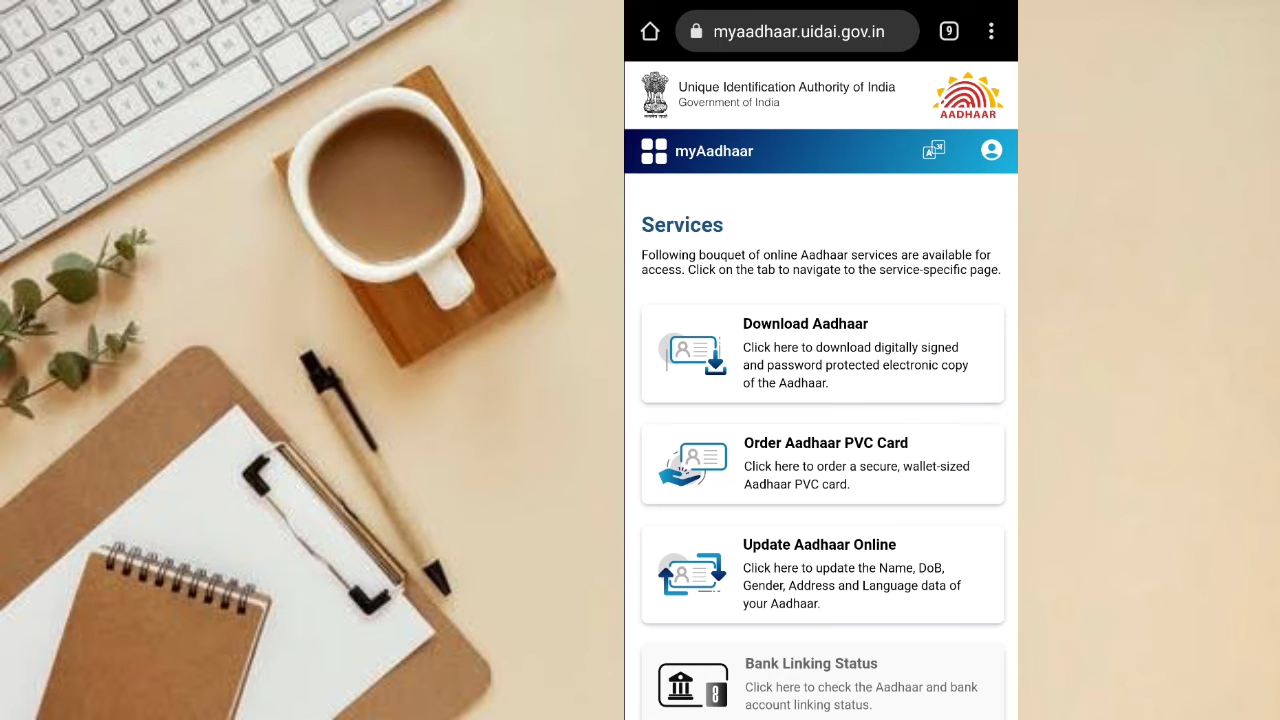 myaadhaar.uidai.gov.in
9
Unique Identification Authority of India
Government of India
AADHAAR
myAadhaar
Services
Following bouquet of online Aadhaar services are available for
access. Click on the tab to navigate to the service-specific page.
Download Aadhaar
Click here to download digitally signed
and password protected electronic copy
of the Aadhaar.
Order Aadhaar PVC Card
Click here to order a secure, wallet-sized
Aadhaar PVC card.
Update Aadhaar Online
Click here to update the Name, DoB,
Gender, Address and Language data of
your Aadhaar.
Bank Linking Status
Click here to check the Aadhaar and bank
account linking status.